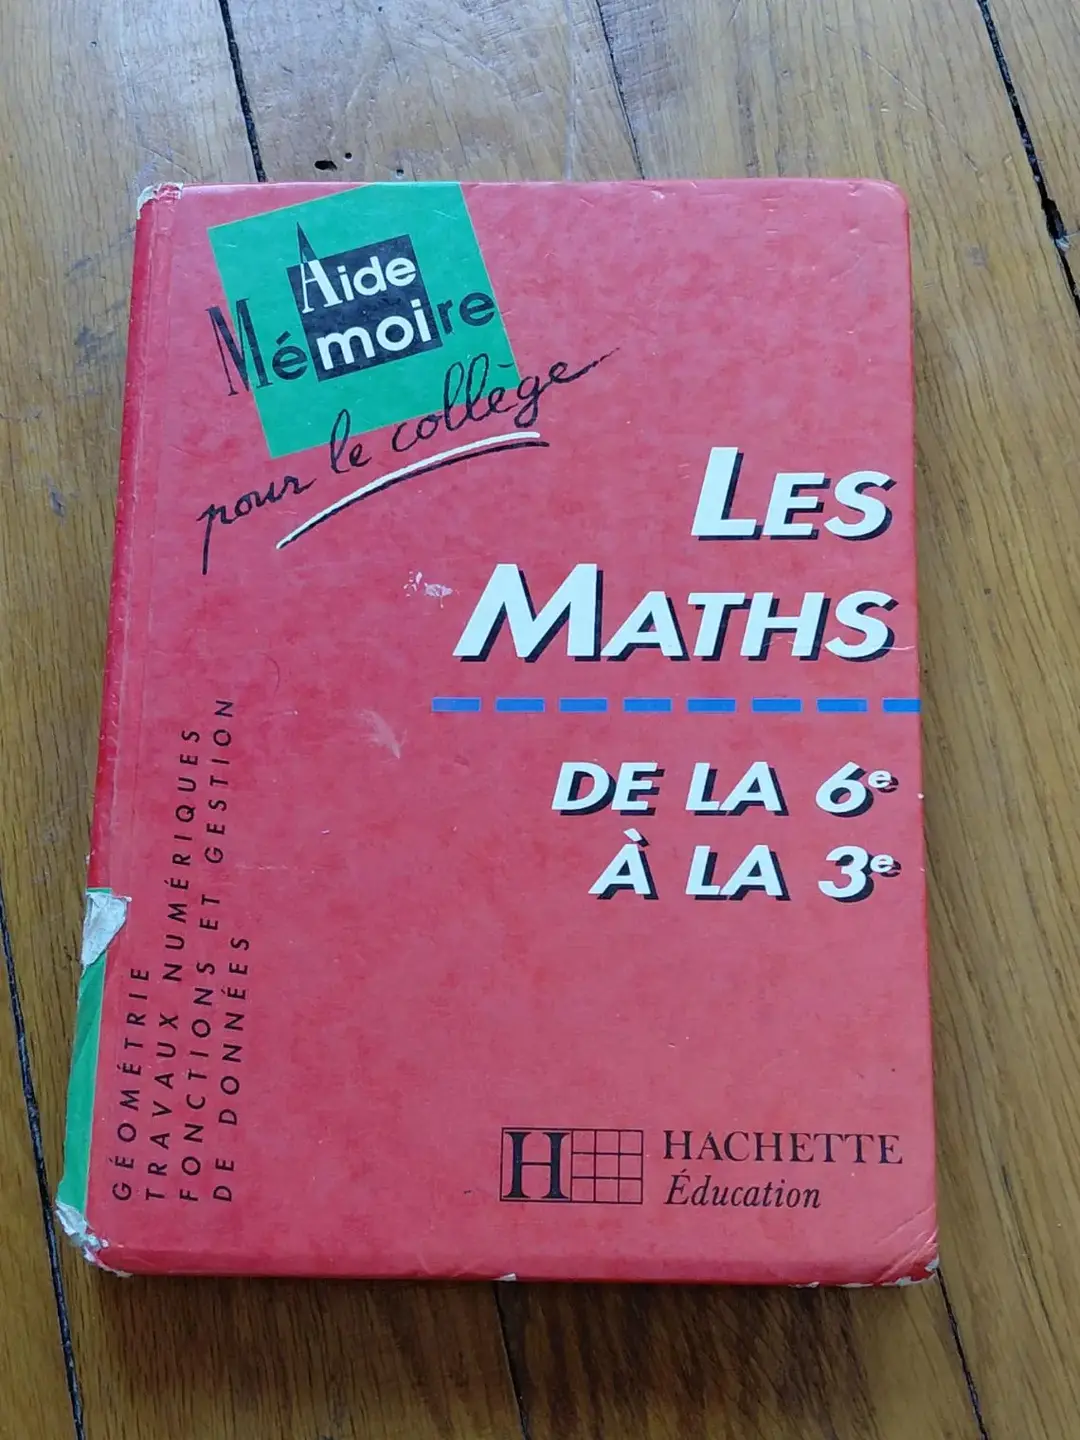 Aide
Mémoire
pour le collège
LES
MATHS
DE LA 6e
À LA 3e
GÉOMÉTRIE
TRAVAUX NUMÉRIQUES
FONCTIONS ET GESTION
DE DONNÉES
H
HACHETTE
Éducation